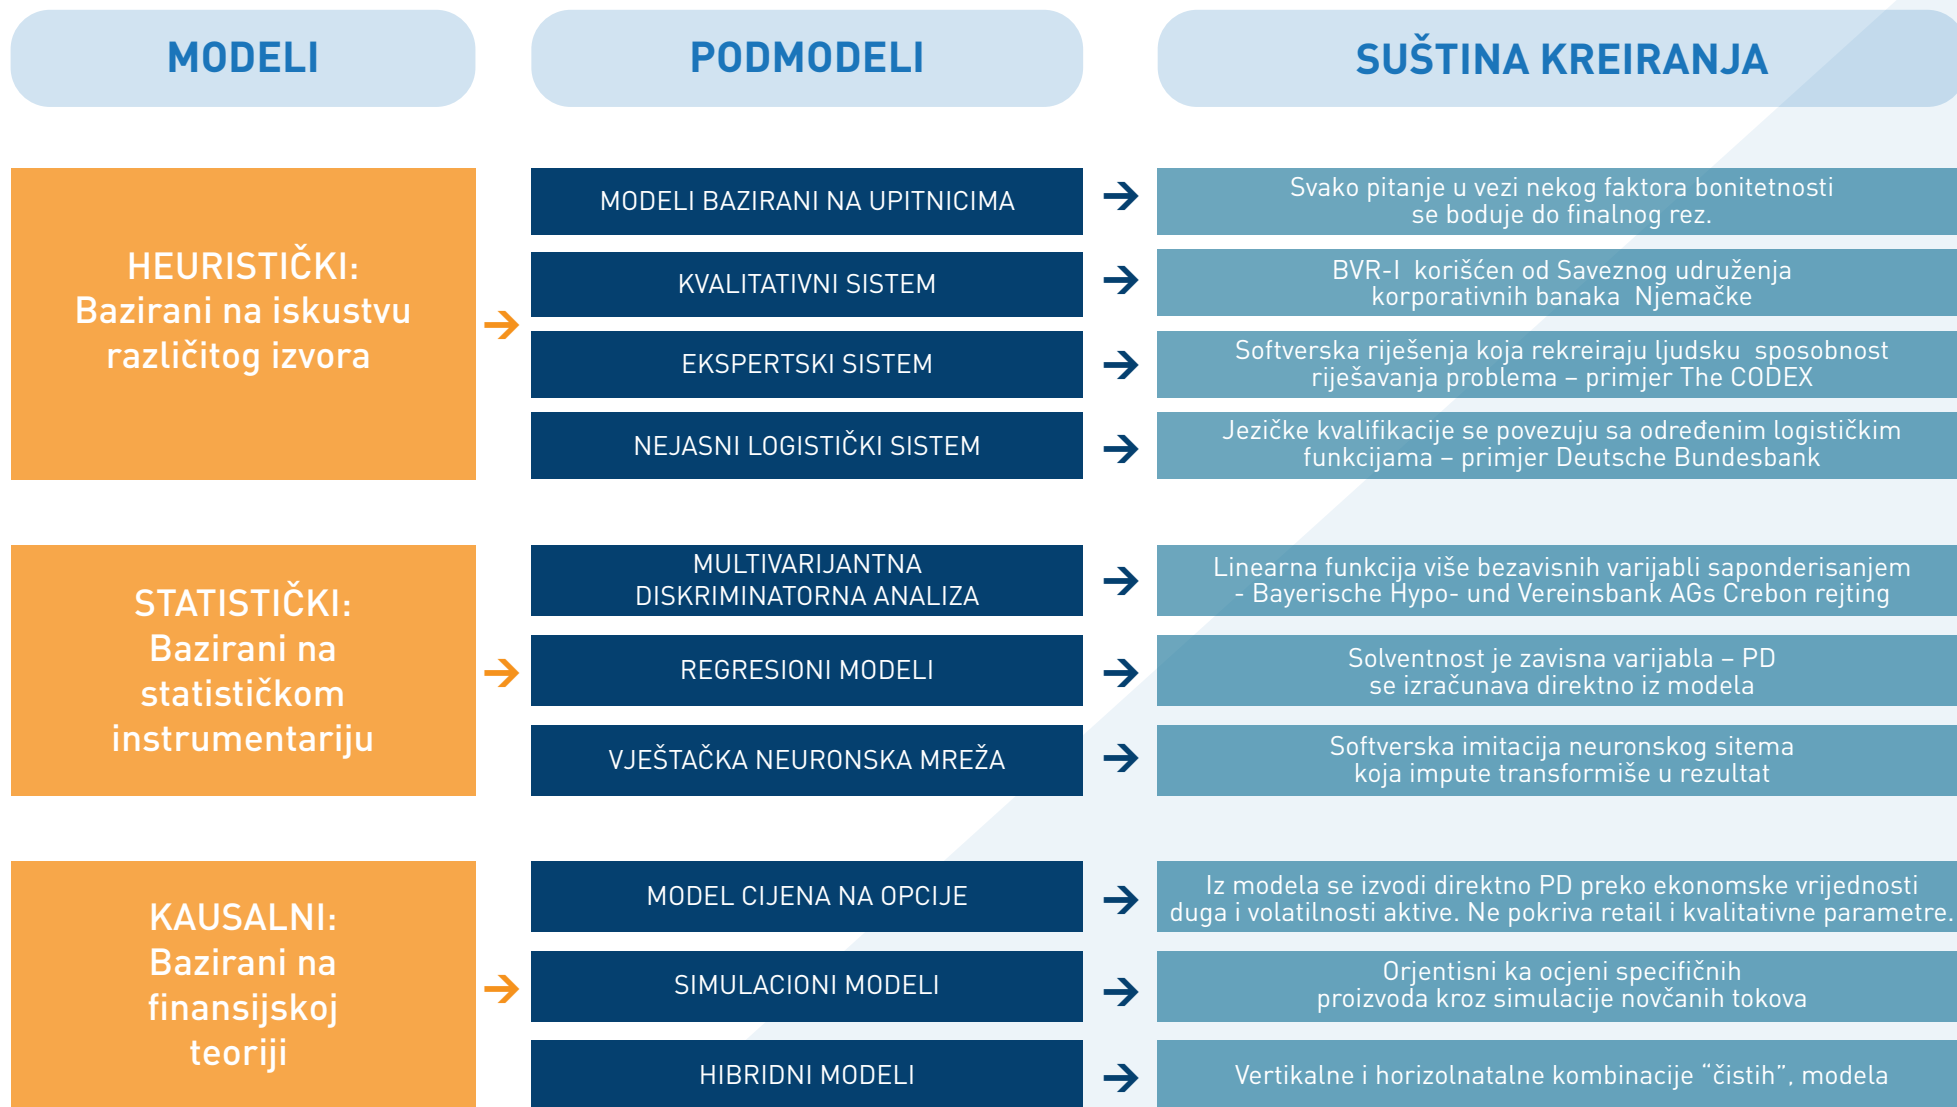 MODELI
PODMODELI
SUŠTINA KREIRANJA
HEURISTIČKI:
Bazirani na iskustvu
različitog izvora
MODELI BAZIRANI NA UPITNICIMA
Svako pitanje u vezi nekog faktora bonitetnosti
se boduje do finalnog rez.
KVALITATIVNI SISTEM
BVR-I korišćen od Saveznog udruženja
korporativnih banaka Njemačke
EKSPERTSKI SISTEM
Softverska riješenja koja rekreiraju ljudsku sposobnost
riješavanja problema – primjer The CODEX
NEJASNI LOGISTIČKI SISTEM
Jezičke kvalifikacije se povezuju sa određenim logističkim
funkcijama – primjer Deutsche Bundesbank
STATISTIČKI:
Bazirani na
statističkom
instrumentariju
MULTIVARIJANTNA
DISKRIMINATORNA ANALIZA
Linearna funkcija više bezavisnih varijabli saponderisanjem
- Bayerische Hypo- und Vereinsbank AGs Crebon rejting
REGRESIONI MODELI
Solventnost je zavisna varijabla – PD
se izračunava direktno iz modela
VJEŠTAČKA NEURONSKA MREŽA
Softverska imitacija neuronskog sitema
koja impute transformiše u rezultat
KAUSALNI:
Bazirani na
finansijskoj
teoriji
MODEL CIJENA NA OPCIJE
Iz modela se izvodi direktno PD preko ekonomske vrijednosti
duga i volatilnosti aktive. Ne pokriva retail i kvalitativne parametre.
SIMULACIONI MODELI
Orjentisni ka ocjeni specifičnih
proizvoda kroz simulacije novčanih tokova
HIBRIDNI MODELI
Vertikalne i horizolnatalne kombinacije “čistih”, modela